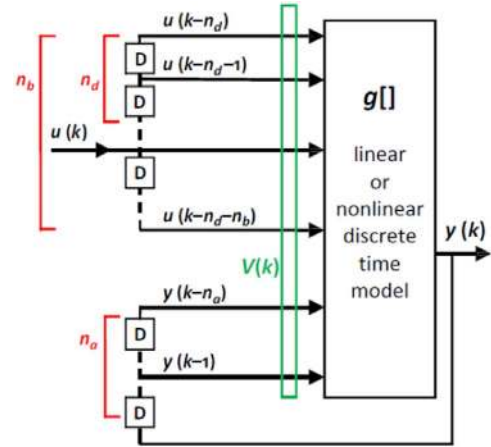 u (k–n_d)
D
n_b
n_d
u (k–n_d–1)
D
g[]
u (k)
linear
or
nonlinear
discrete
time
model
D
u (k–n_d–n_b)
y (k)
V(k)
y (k–n_a)
D
n_a
y (k–1)
D